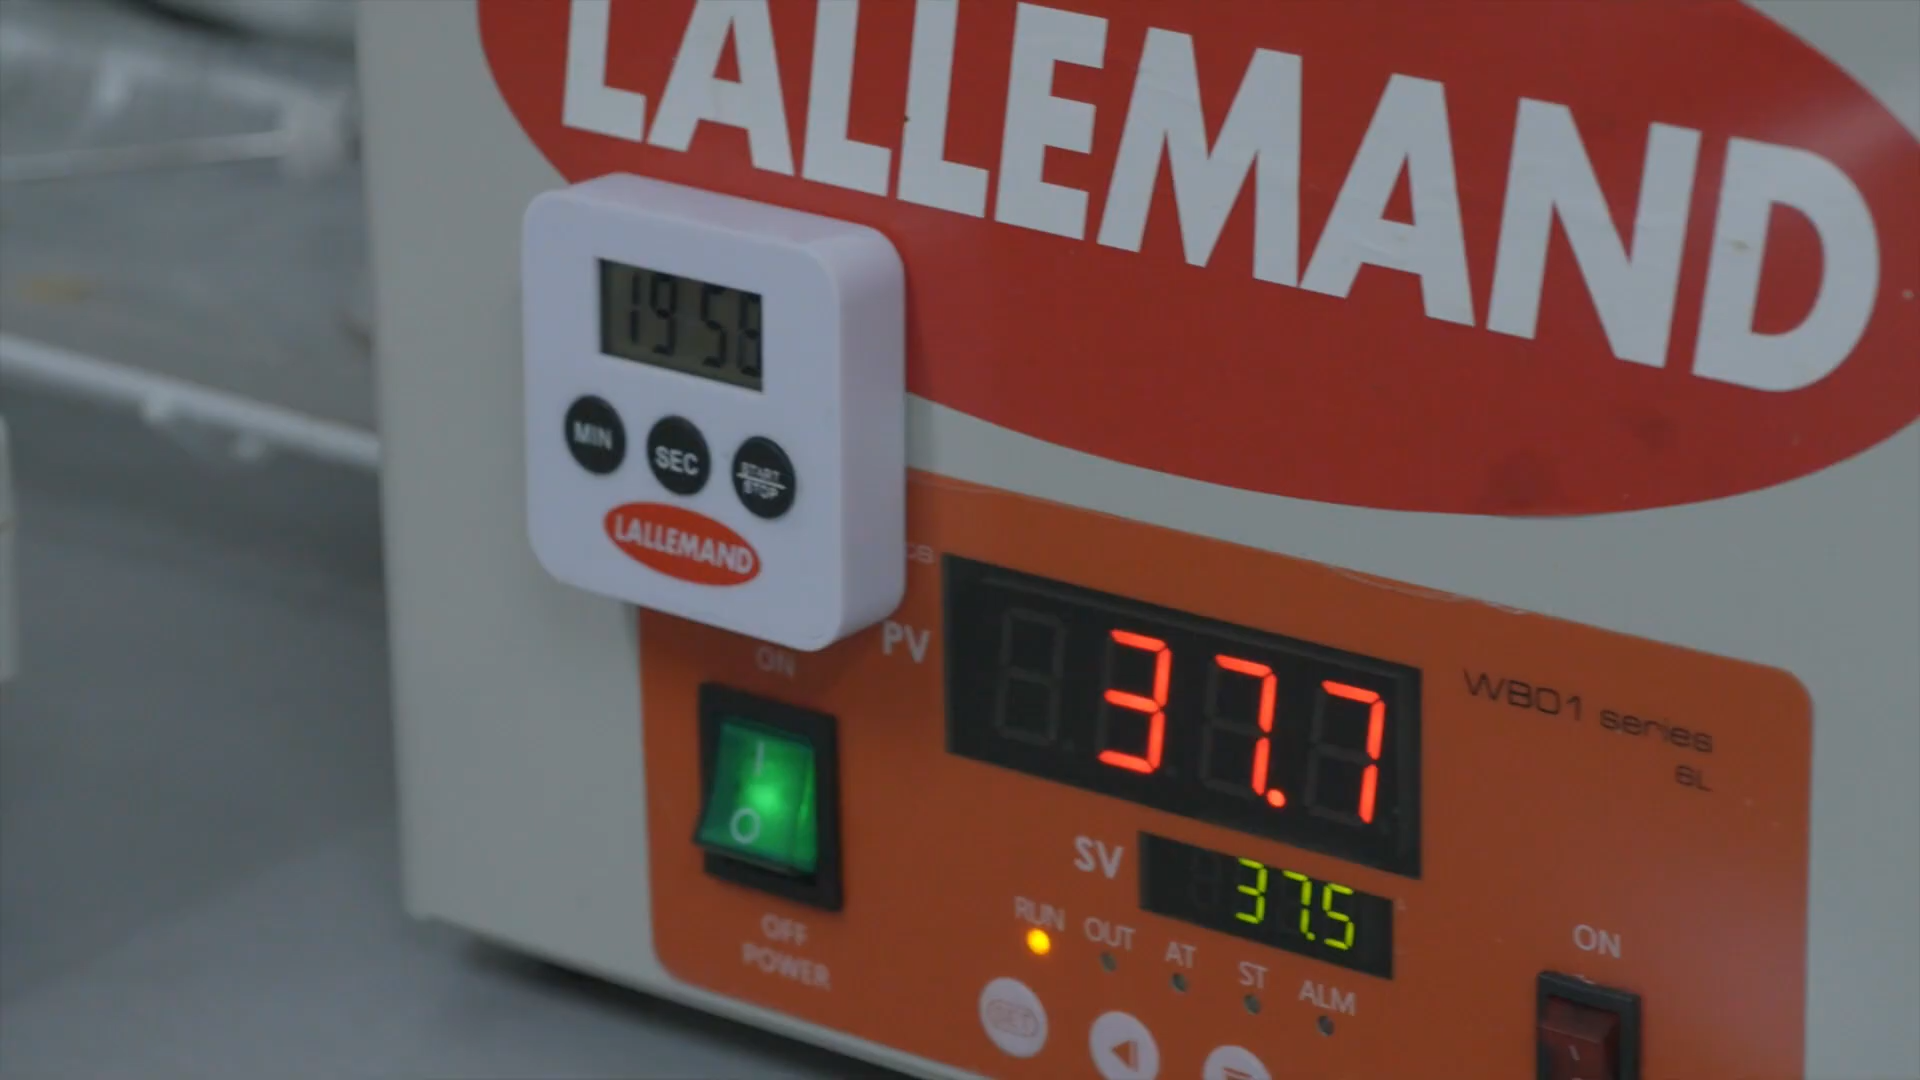 LALLEMAND
19 58
MIN
SEC
START
STOP
LALLEMAND
ON
PV
37.7
WB01 series
6L
I
O
SV
37.5
OFF
POWER
RUN
OUT
AT
ST
ALM
ON
SET